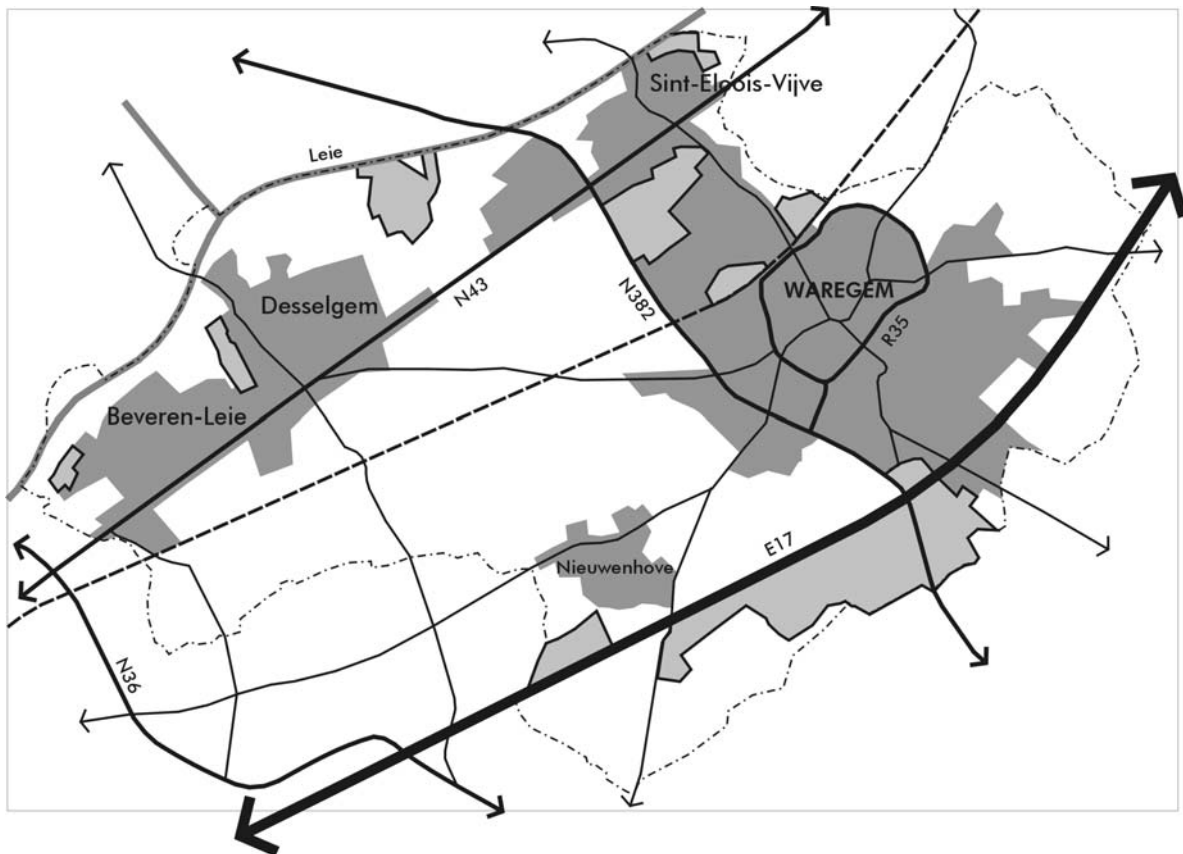 Sint-Eloois-Vijve
Leie
N43
N382
WAREGEM
Desselgem
R35
Beveren-Leie
E17
Nieuwenhove
N36